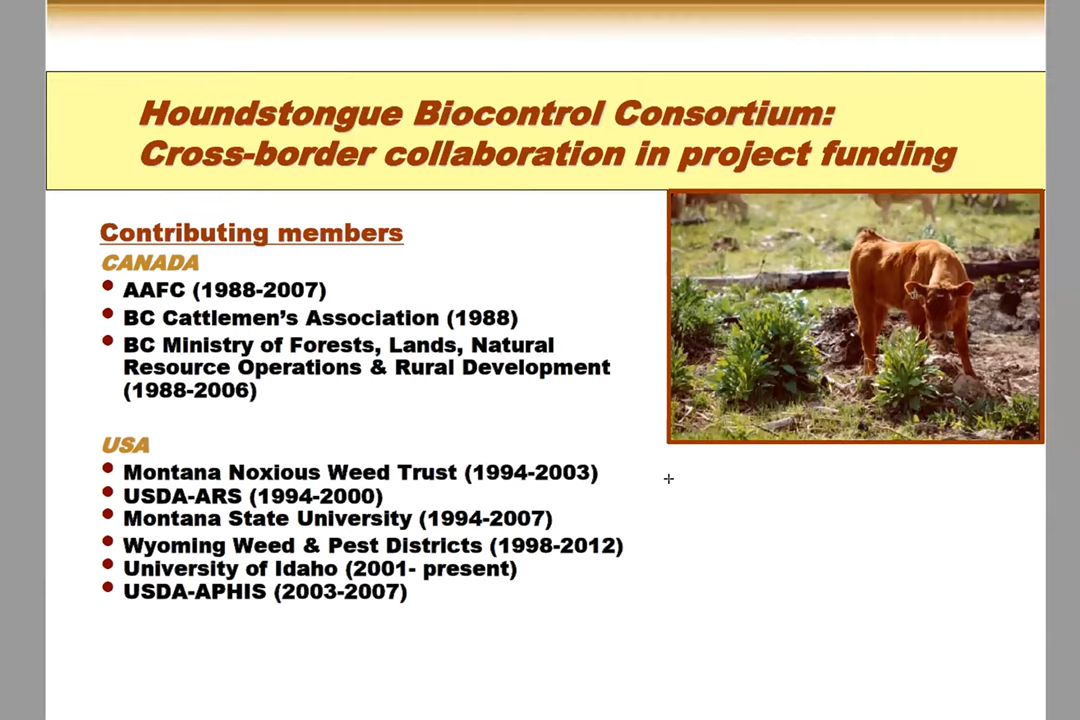 Houndstongue Biocontrol Consortium:
Cross-border collaboration in project funding
Contributing members
CANADA
• AAFC (1988-2007)
• BC Cattlemen’s Association (1988)
• BC Ministry of Forests, Lands, Natural
Resource Operations & Rural Development
(1988-2006)
USA
• Montana Noxious Weed Trust (1994-2003)
• USDA-ARS (1994-2000)
• Montana State University (1994-2007)
• Wyoming Weed & Pest Districts (1998-2012)
• University of Idaho (2001- present)
• USDA-APHIS (2003-2007)